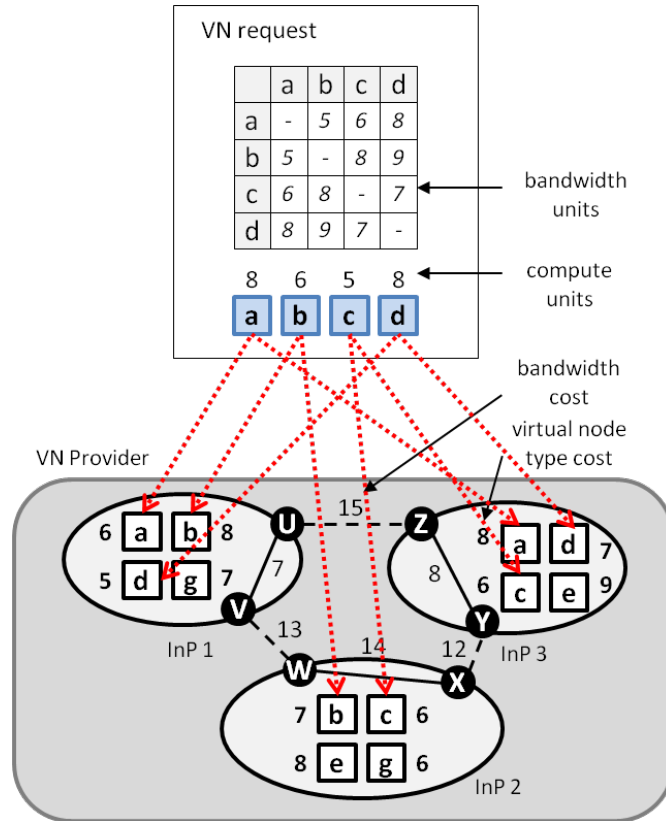 VN request
a b c d
a - 5 6 8
b 5 - 8 9
c 6 8 - 7
d 8 9 7 -
bandwidth
units
8 6 5 8
compute
units
a b c d
bandwidth
cost
virtual node
type cost
VN Provider
15
U Z
6 a b 8
8 a d 7
5 d g 7
7
8
6 c e 9
V
Y
InP 1
13
14
12
InP 3
W
X
7 b c 6
8 e g 6
InP 2